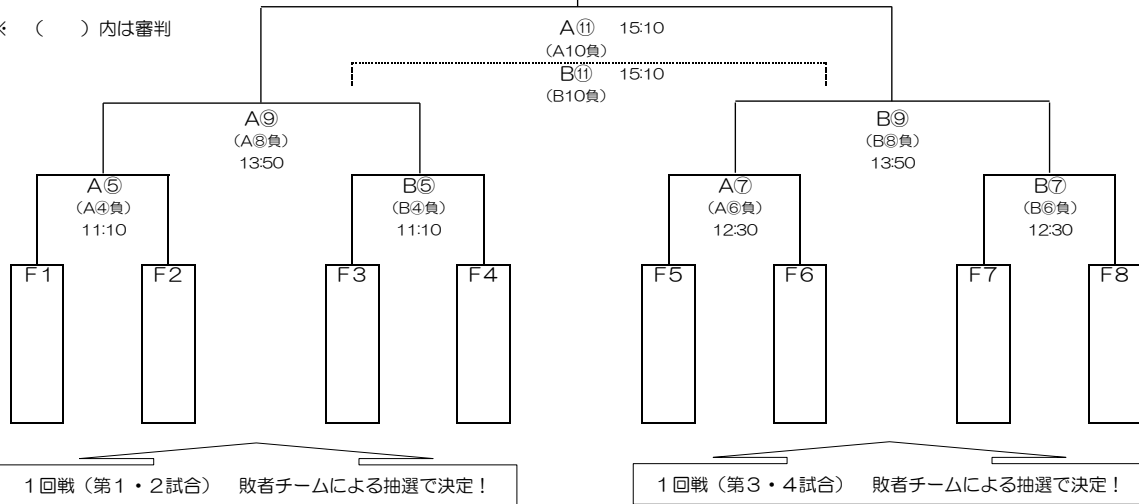 ※ （　　）内は審判
A⑪ 15:10
（A10負）
B⑪ 15:10
（B10負）
A⑨
（A⑧負）
13:50
B⑨
（B⑧負）
13:50
A⑤
（A④負）
11:10
B⑤
（B④負）
11:10
A⑦
（A⑥負）
12:30
B⑦
（B⑥負）
12:30
F1 F2 F3 F4 F5 F6 F7 F8
1回戦（第1・2試合）　敗者チームによる抽選で決定！
1回戦（第3・4試合）　敗者チームによる抽選で決定！